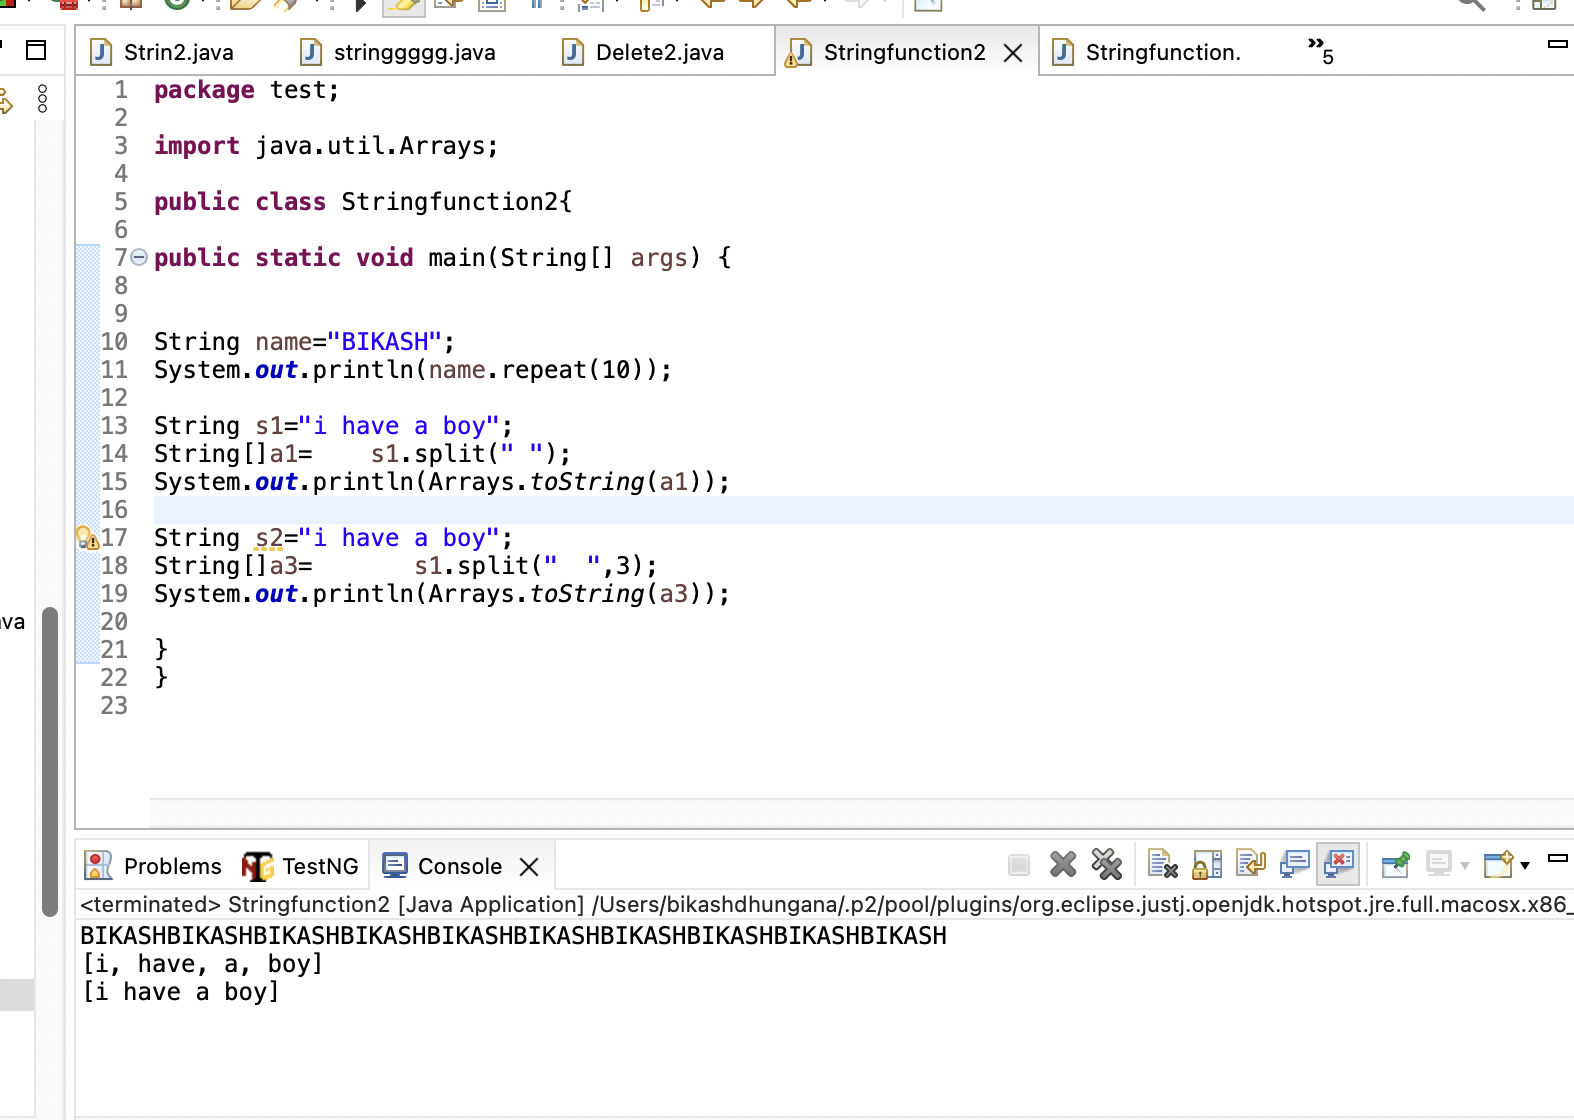 Strin2.java stringgggg.java Delete2.java Stringfunction2 Stringfunction. »5
1 package test;
2
3 import java.util.Arrays;
4
5 public class Stringfunction2{
6
7 public static void main(String[] args) {
8
9
10 String name="BIKASH";
11 System.out.println(name.repeat(10));
12
13 String s1="i have a boy";
14 String[]a1=    s1.split(" ");
15 System.out.println(Arrays.toString(a1));
16
17 String s2="i have a boy";
18 String[]a3=       s1.split("  ",3);
19 System.out.println(Arrays.toString(a3));
20
ava
21 }
22 }
23
Problems TestNG Console
<terminated> Stringfunction2 [Java Application] /Users/bikashdhungana/.p2/pool/plugins/org.eclipse.justj.openjdk.hotspot.jre.full.macosx.x86_
BIKASHBIKASHBIKASHBIKASHBIKASHBIKASHBIKASHBIKASHBIKASHBIKASH
[i, have, a, boy]
[i have a boy]